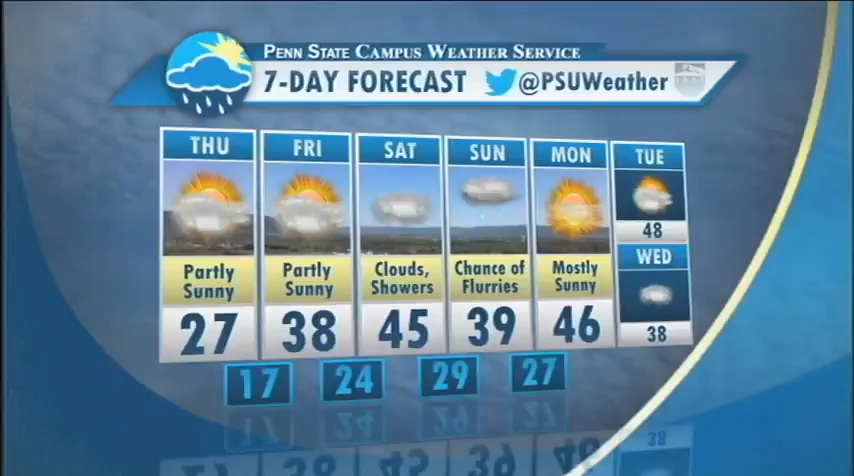 PENN STATE CAMPUS WEATHER SERVICE
7-DAY FORECAST @PSUWeather
THU
Partly
Sunny
27
FRI
Partly
Sunny
38
SAT
Clouds,
Showers
45
SUN
Chance of
Flurries
39
MON
Mostly
Sunny
46
TUE
48
WED
38
17
24
29
27